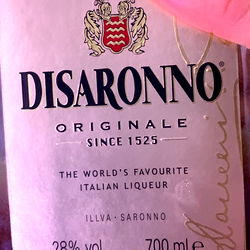 DISARONNO
ORIGINALE
SINCE 1525
THE WORLD'S FAVOURITE
ITALIAN LIQUEUR
ILLVA · SARONNO
28% vol 700 ml e